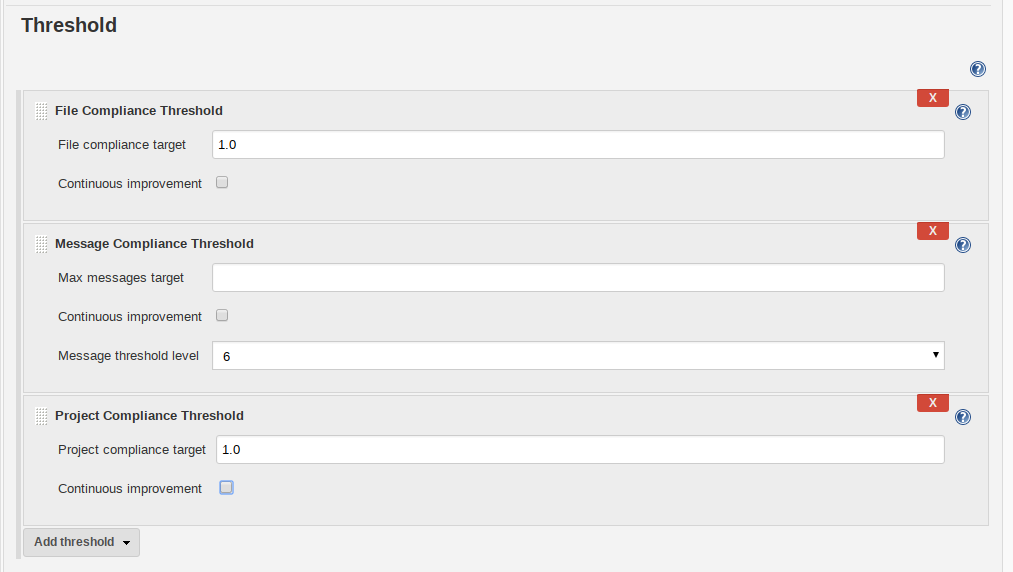 Threshold
?
X
File Compliance Threshold
?
File compliance target 1.0
Continuous improvement
X
Message Compliance Threshold
?
Max messages target
Continuous improvement
Message threshold level 6
X
Project Compliance Threshold
?
Project compliance target 1.0
Continuous improvement
Add threshold